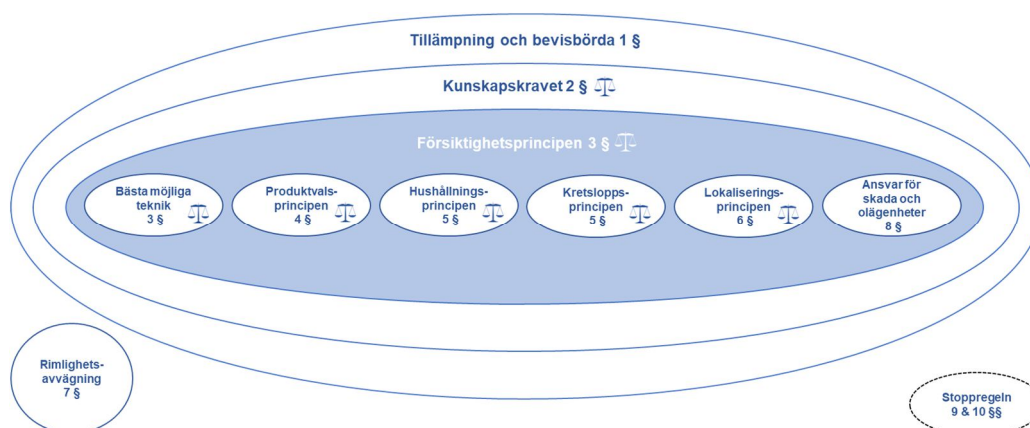 Tillämpning och bevisbörda 1 §
Kunskapskravet 2 §
Försiktighetsprincipen 3 §
Bästa möjliga
teknik
3 §
Produktvals-
principen
4 §
Hushållnings-
principen
5 §
Kretslopps-
principen
5 §
Lokaliserings-
principen
6 §
Ansvar för
skada och
olägenheter
8 §
Rimlighets-
avvägning
7 §
Stoppregeln
9 & 10 §§